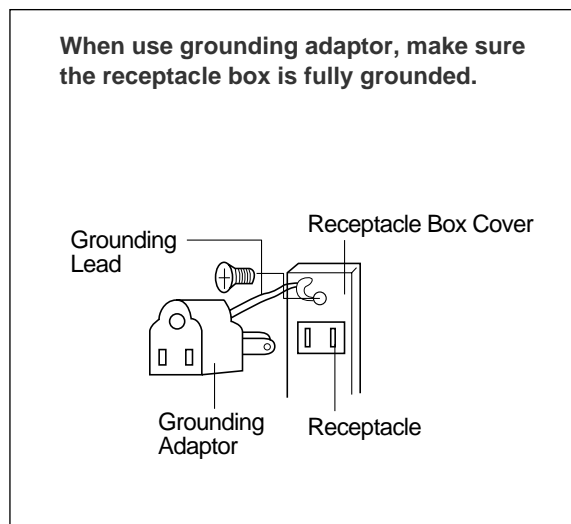 When use grounding adaptor, make sure
the receptacle box is fully grounded.
Receptacle Box Cover
Grounding
Lead
Grounding
Adaptor
Receptacle